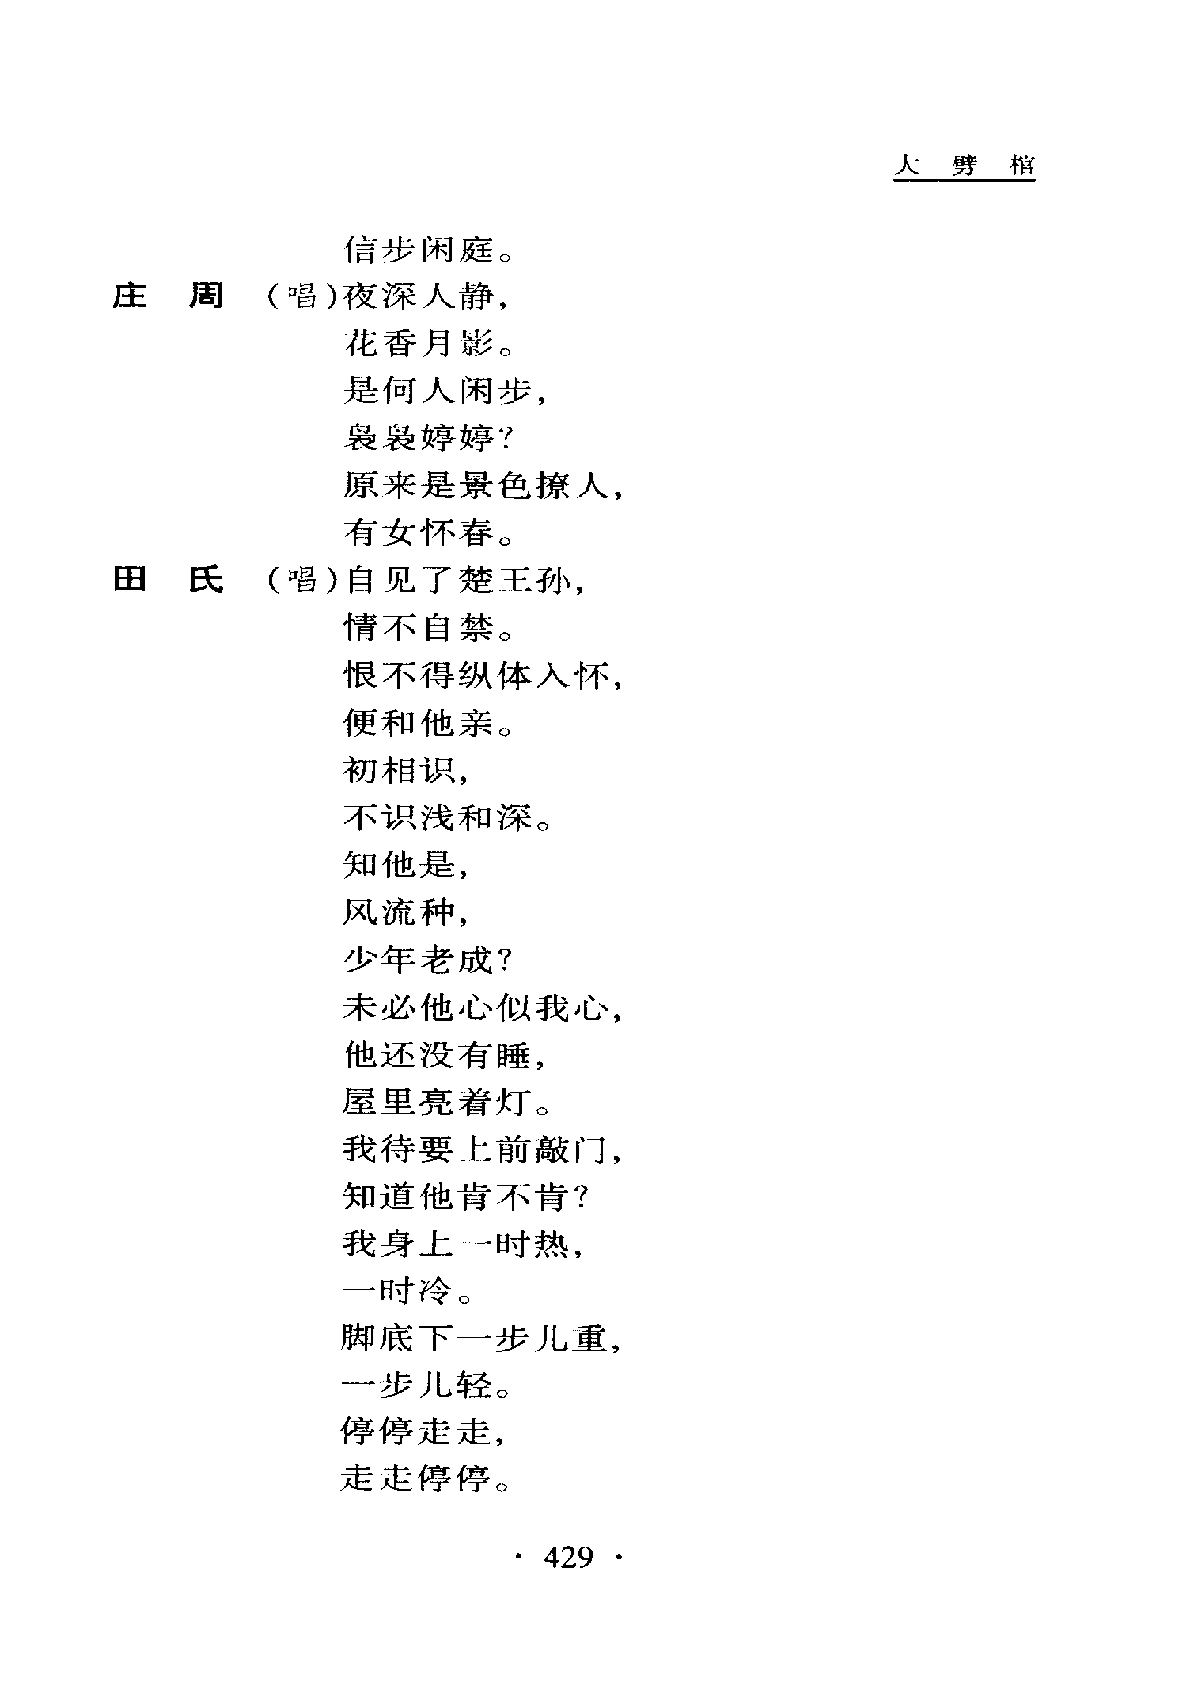 大 劈 棺
信步闲庭。
庄 周 (唱)夜深人静,
花香月影。
是何人闲步,
袅袅婷婷?
原来是景色撩人,
有女怀春。
田 氏 (唱)自见了楚王孙,
情不自禁。
恨不得纵体入怀,
便和他亲。
初相识,
不识浅和深。
知他是,
风流种,
少年老成?
未必他心似我心,
他还没有睡,
屋里亮着灯。
我待要上前敲门,
知道他肯不肯?
我身上一时热,
一时冷。
脚底下一步儿重,
一步儿轻。
停停走走,
走走停停。
· 429 ·